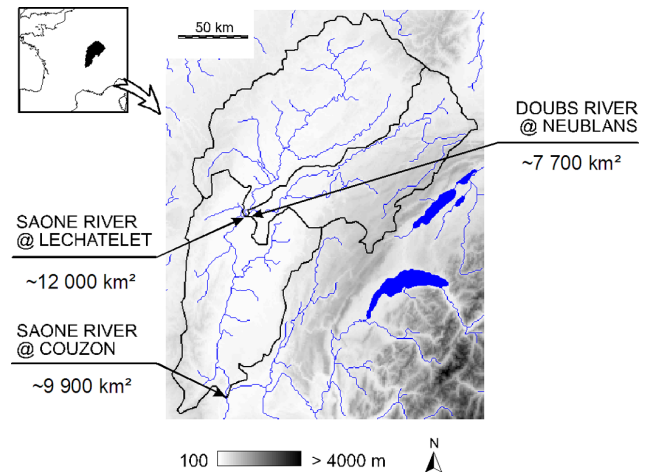 50 km
DOUBS RIVER
@ NEUBLANS
~7 700 km²
SAONE RIVER
@ LECHATELET
~12 000 km²
SAONE RIVER
@ COUZON
~9 900 km²
100 > 4000 m
N